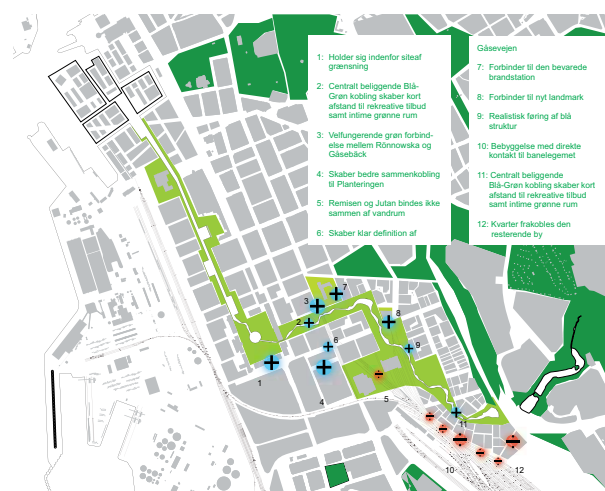 1: Holder sig indenfor siteaf
grænsning
2: Centralt beliggende Blå-
Grøn kobling skaber kort
afstand til rekreative tilbud
samt intime grønne rum
3: Velfungerende grøn forbind-
else mellem Rönnowska og
Gåsebäck
4: Skaber bedre sammenkobling
til Planteringen
5: Remisen og Jutan bindes ikke
sammen af vandrum
6: Skaber klar definition af
Gåsevejen
7: Forbinder til den bevarede
brandstation
8: Forbinder til nyt landmark
9: Realistisk føring af blå
struktur
10: Bebyggelse med direkte
kontakt til banelegemet
11: Centralt beliggende
Blå-Grøn kobling skaber kort
afstand til rekreative tilbud
samt intime grønne rum
12: Kvarter frakobles den
resterende by
7
3
8
2
6
9
1
4
5
11
10
12